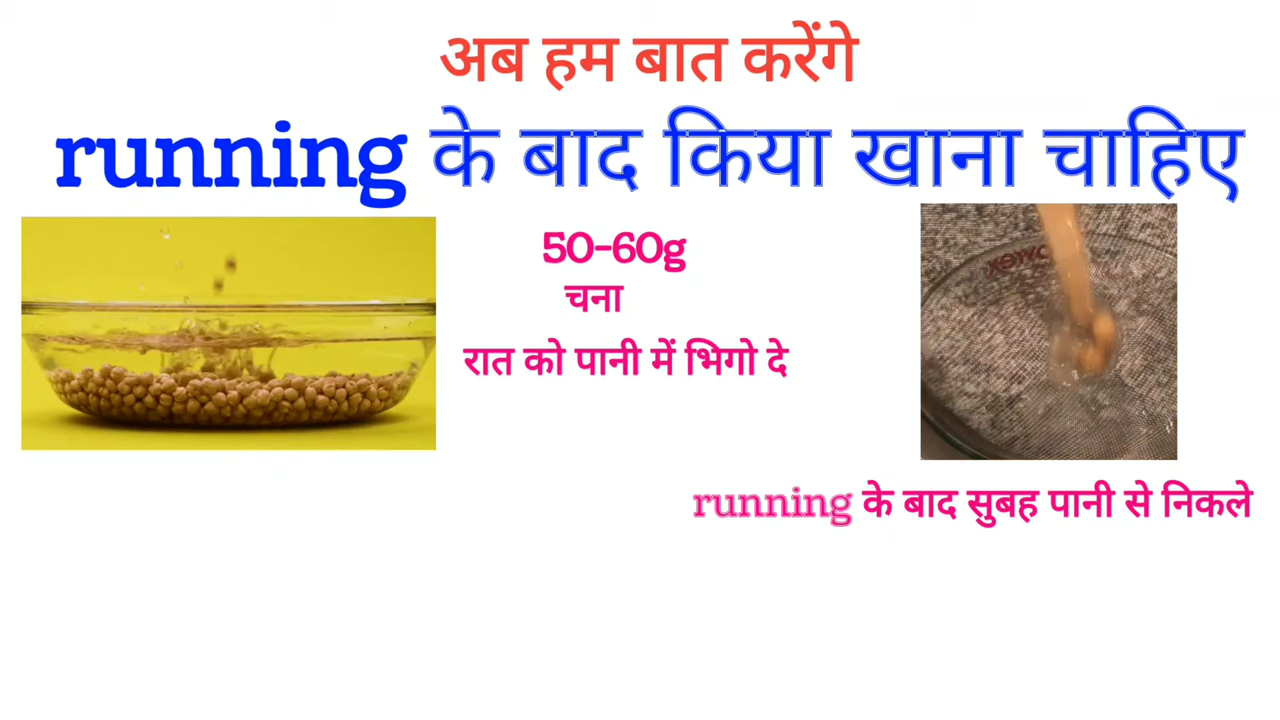 अब हम बात करेंगे
running के बाद किया खाना चाहिए
50-60g
चना
रात को पानी में भिगो दे
running के बाद सुबह पानी से निकले